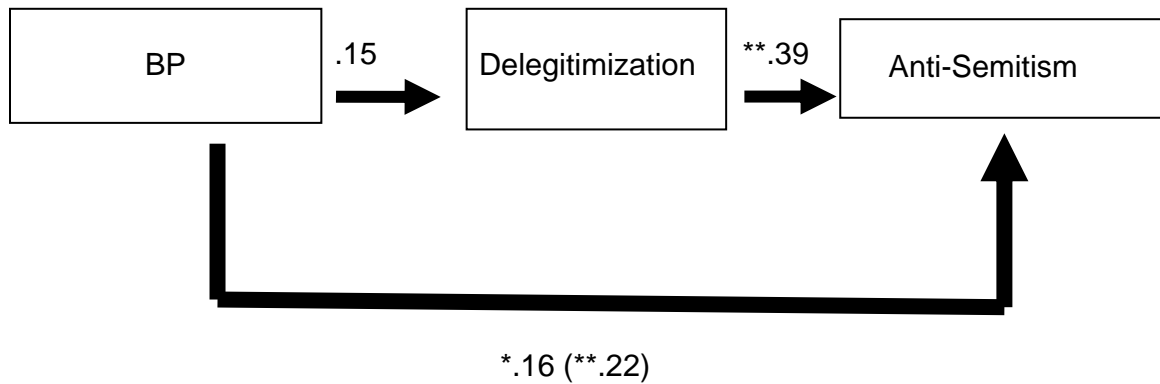 BP
.15
Delegitimization
**.39
Anti-Semitism
*.16 (**.22)